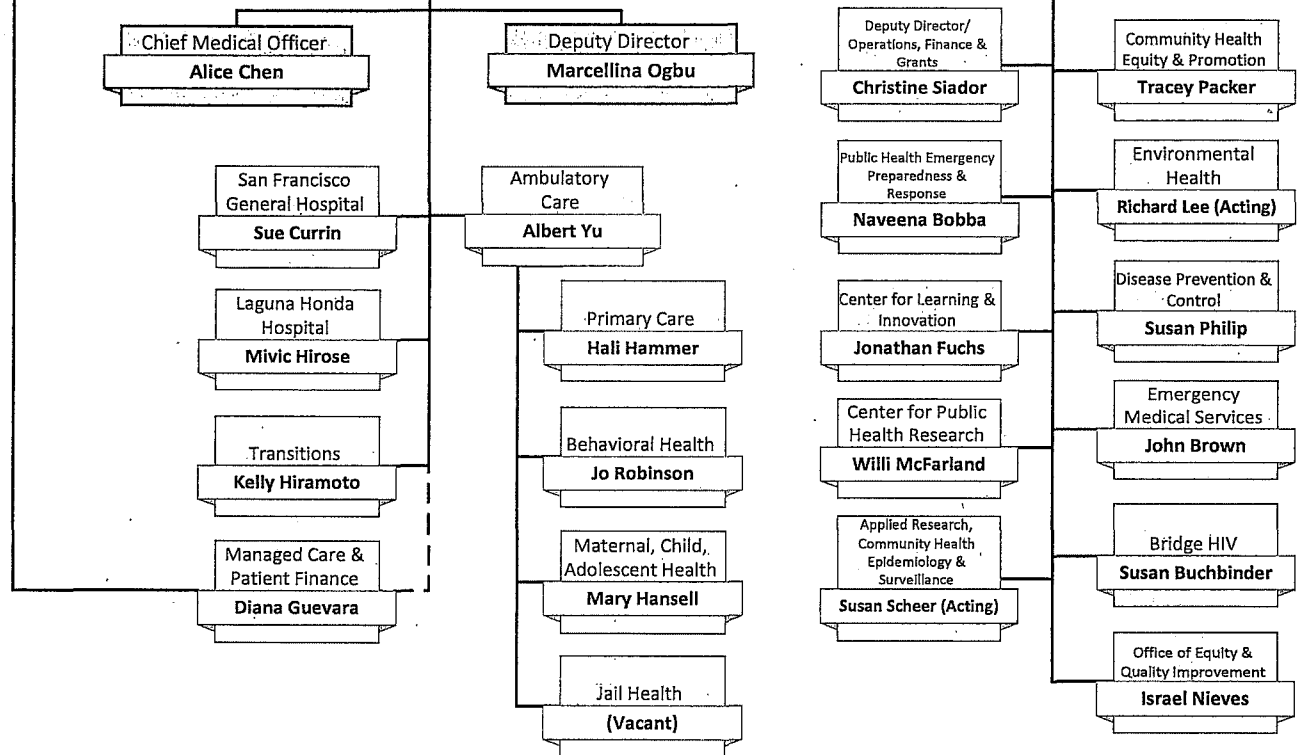 Chief Medical Officer
Alice Chen
Deputy Director
Marcellina Ogbu
San Francisco
General Hospital
Sue Currin
Ambulatory
Care
Albert Yu
Laguna Honda
Hospital
Mivic Hirose
Primary Care
Hali Hammer
Transitions
Kelly Hiramoto
Behavioral Health
Jo Robinson
Managed Care &
Patient Finance
Diana Guevara
Maternal, Child,
Adolescent Health
Mary Hansell
Jail Health
(Vacant)
Deputy Director/
Operations, Finance &
Grants
Christine Siador
Community Health
Equity & Promotion
Tracey Packer
Public Health Emergency
Preparedness &
Response
Naveena Bobba
Environmental
Health
Richard Lee (Acting)
Center for Learning &
Innovation
Jonathan Fuchs
Disease Prevention &
Control
Susan Philip
Center for Public
Health Research
Willi McFarland
Emergency
Medical Services
John Brown
Applied Research,
Community Health
Epidemiology &
Surveillance
Susan Scheer (Acting)
Bridge HIV
Susan Buchbinder
Office of Equity &
Quality Improvement
Israel Nieves